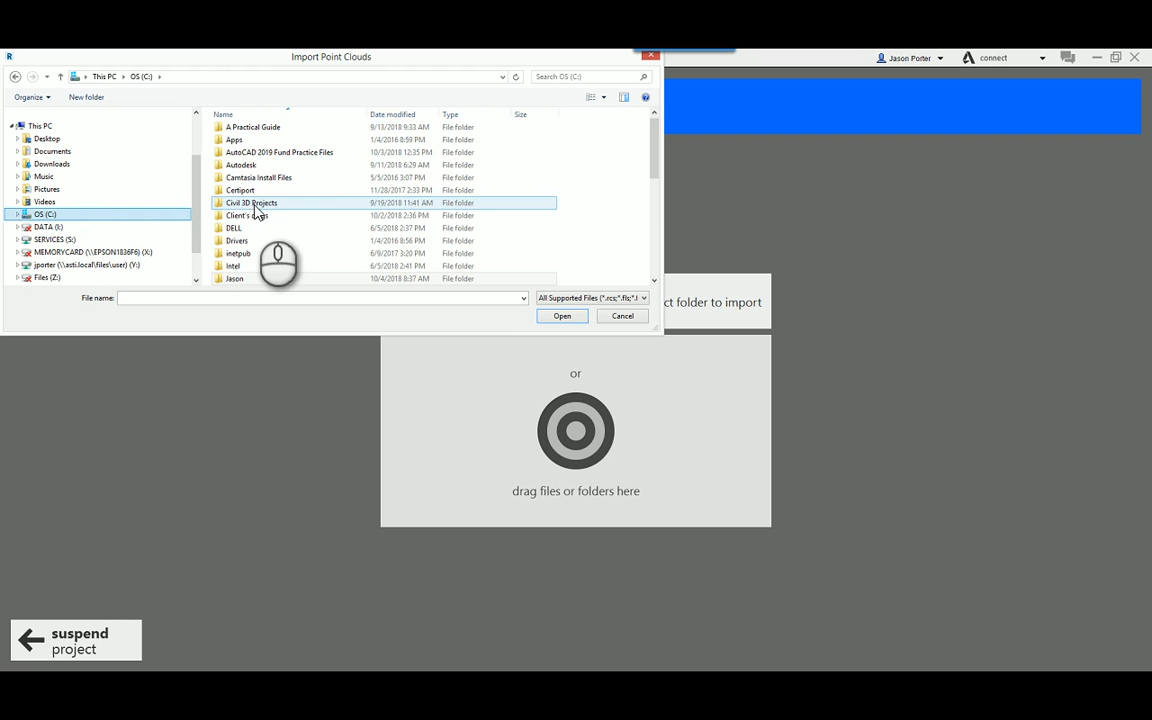 Import Point Clouds
Jason Porter
connect
This PC
OS (C:)
Search OS (C:)
Organize
New folder
Name
Date modified
Type
Size
This PC
Desktop
Documents
Downloads
Music
Pictures
Videos
OS (C:)
DATA (I:)
SERVICES (S:)
MEMORYCARD (\\EPSON1836F6) (X:)
jporter (\\asti.local\files\user) (Y:)
Files (Z:)
A Practical Guide 9/13/2018 9:33 AM File folder
Apps 1/4/2016 8:59 PM File folder
AutoCAD 2019 Fund Practice Files 10/3/2018 12:35 PM File folder
Autodesk 9/11/2018 6:29 AM File folder
Camtasia Install Files 5/5/2016 3:07 PM File folder
Certiport 11/28/2017 2:33 PM File folder
Civil 3D Projects 9/19/2018 11:41 AM File folder
Client's 10/2/2018 2:36 PM File folder
DELL 6/5/2018 2:37 PM File folder
Drivers 1/4/2016 8:56 PM File folder
inetpub 6/9/2017 3:20 PM File folder
Intel 6/5/2018 2:41 PM File folder
Jason 10/4/2018 8:37 AM File folder
File name:
All Supported Files (*.rcs;*.fls;*.l
Open
Cancel
ct folder to import
or
drag files or folders here
suspend
project